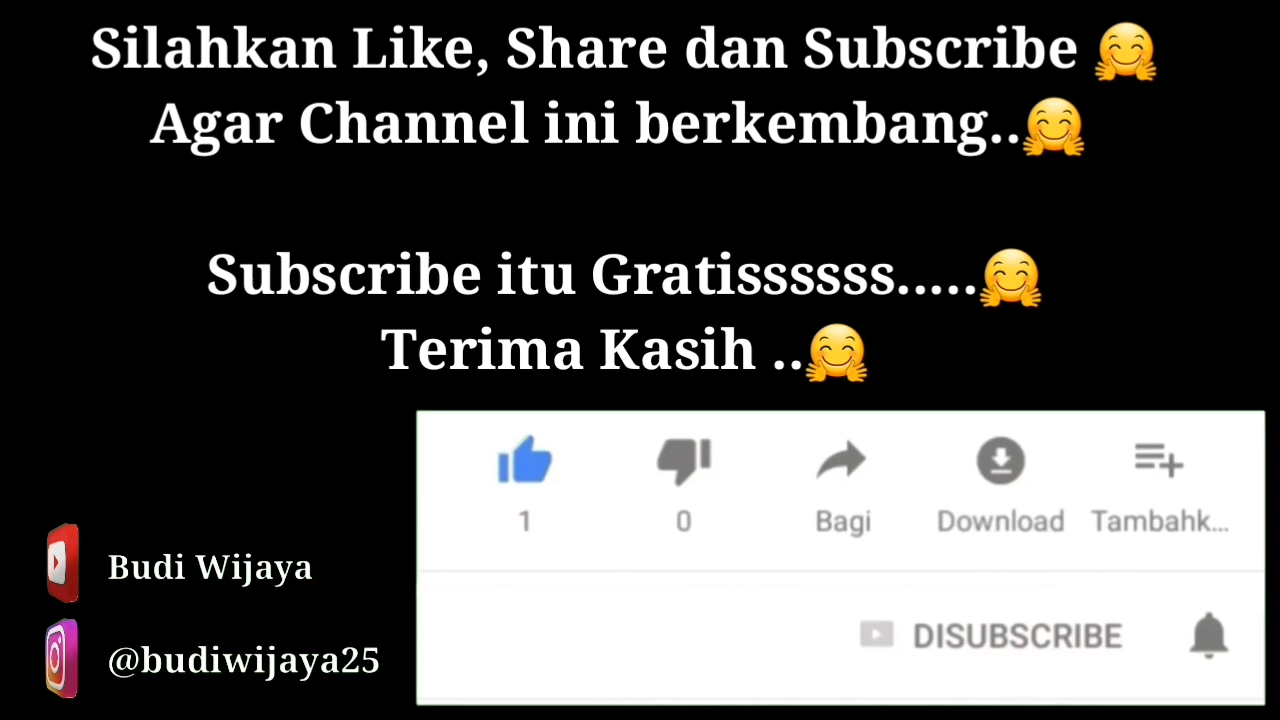 Silahkan Like, Share dan Subscribe 🤗
Agar Channel ini berkembang..🤗
Subscribe itu Gratissssss.....🤗
Terima Kasih ..🤗
1
0
Bagi
Download
Tambahk...
Budi Wijaya
DISUBSCRIBE
@budiwijaya25